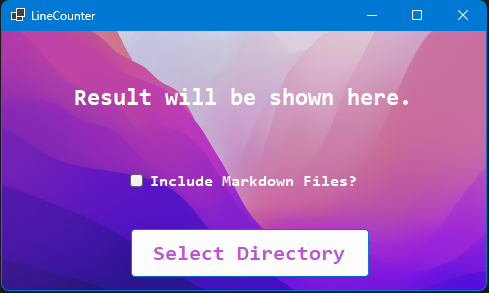 LineCounter
Result will be shown here.
Include Markdown Files?
Select Directory